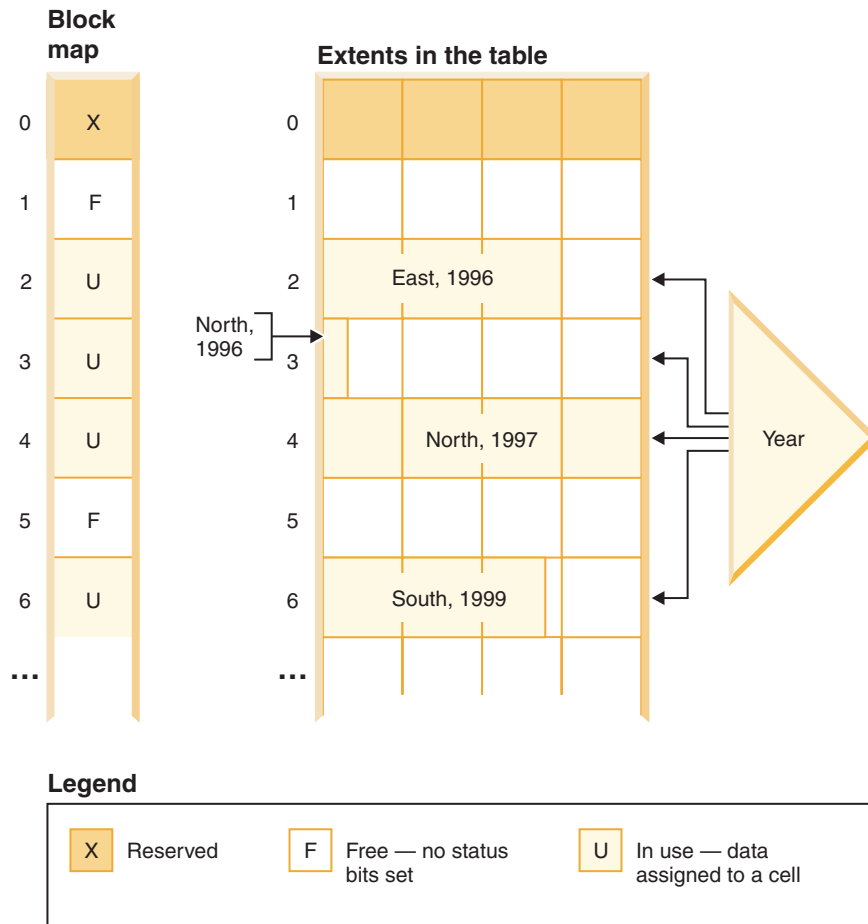 Block
map
Extents in the table
0
X
0
1
F
1
2
U
2
East, 1996
North,
1996
3
U
3
4
U
4
North, 1997
Year
5
F
5
6
U
6
South, 1999
...
...
Legend
X
Reserved
F
Free — no status
bits set
U
In use — data
assigned to a cell